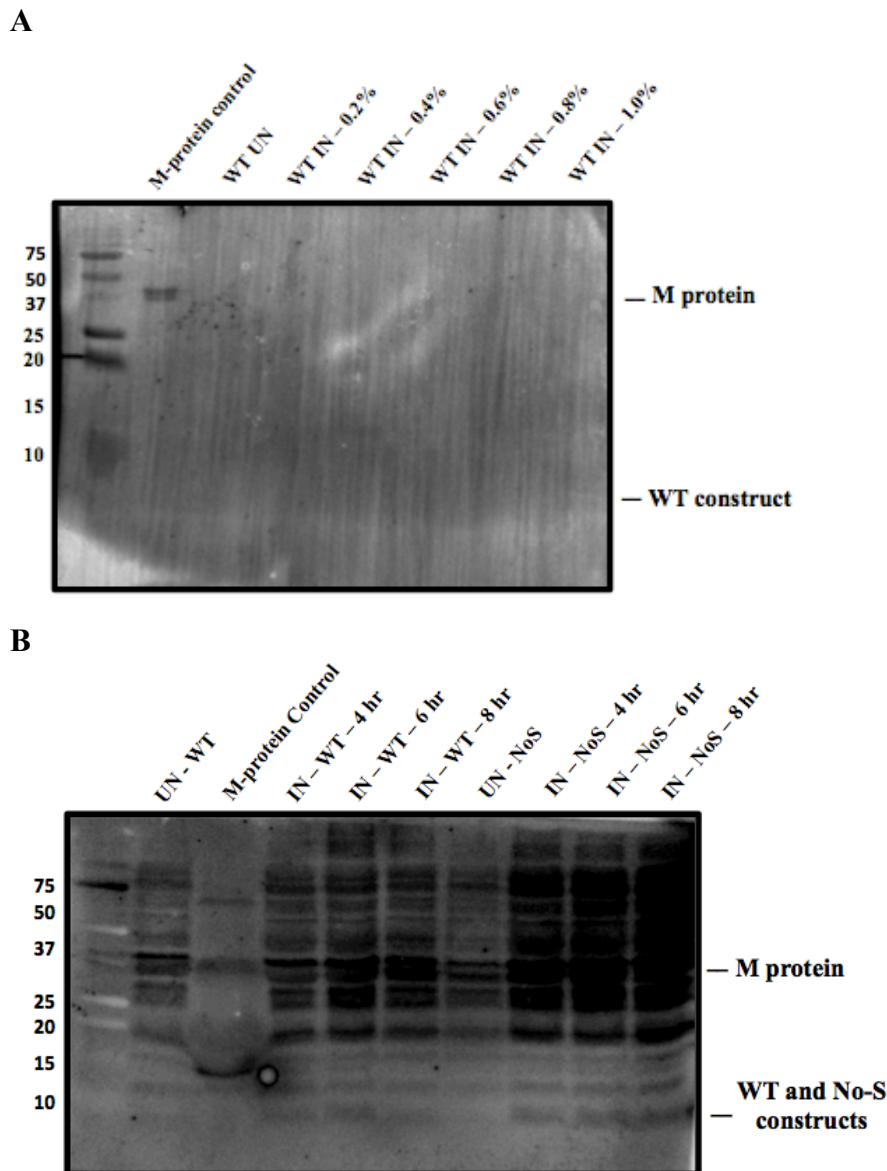 A
M-protein control
WT UN
WT IN – 0.2%
WT IN – 0.4%
WT IN – 0.6%
WT IN – 0.8%
WT IN – 1.0%
75
50
37
25
20
15
10
— M protein
— WT construct
B
UN - WT
M-protein Control
IN – WT – 4 hr
IN – WT – 6 hr
IN – WT – 8 hr
UN - NoS
IN – NoS – 4 hr
IN – NoS – 6 hr
IN – NoS – 8 hr
75
50
37
25
20
15
10
— M protein
WT and No-S
— constructs